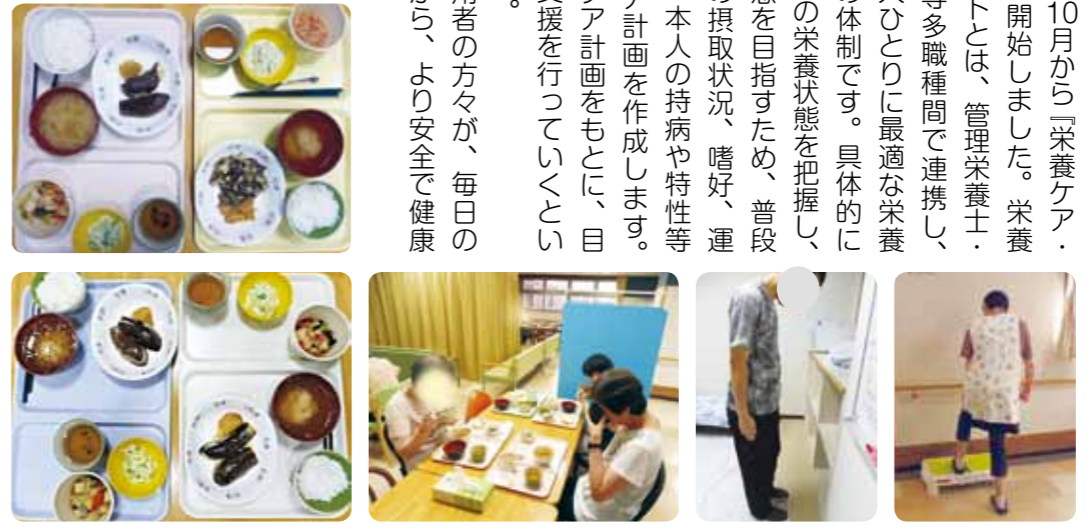 10月から『栄養ケア・
開始しました。栄養
トとは、管理栄養士・
等多職種間で連携し、
人ひとりに最適な栄養
の体制です。具体的に
の栄養状態を把握し、
態を目指すため、普段
の摂取状況、嗜好、運
本人の持病や特性等
ア計画を作成します。
ケア計画をもとに、目
支援を行っていくとい
。
用者の方々が、毎日の
から、より安全で健康